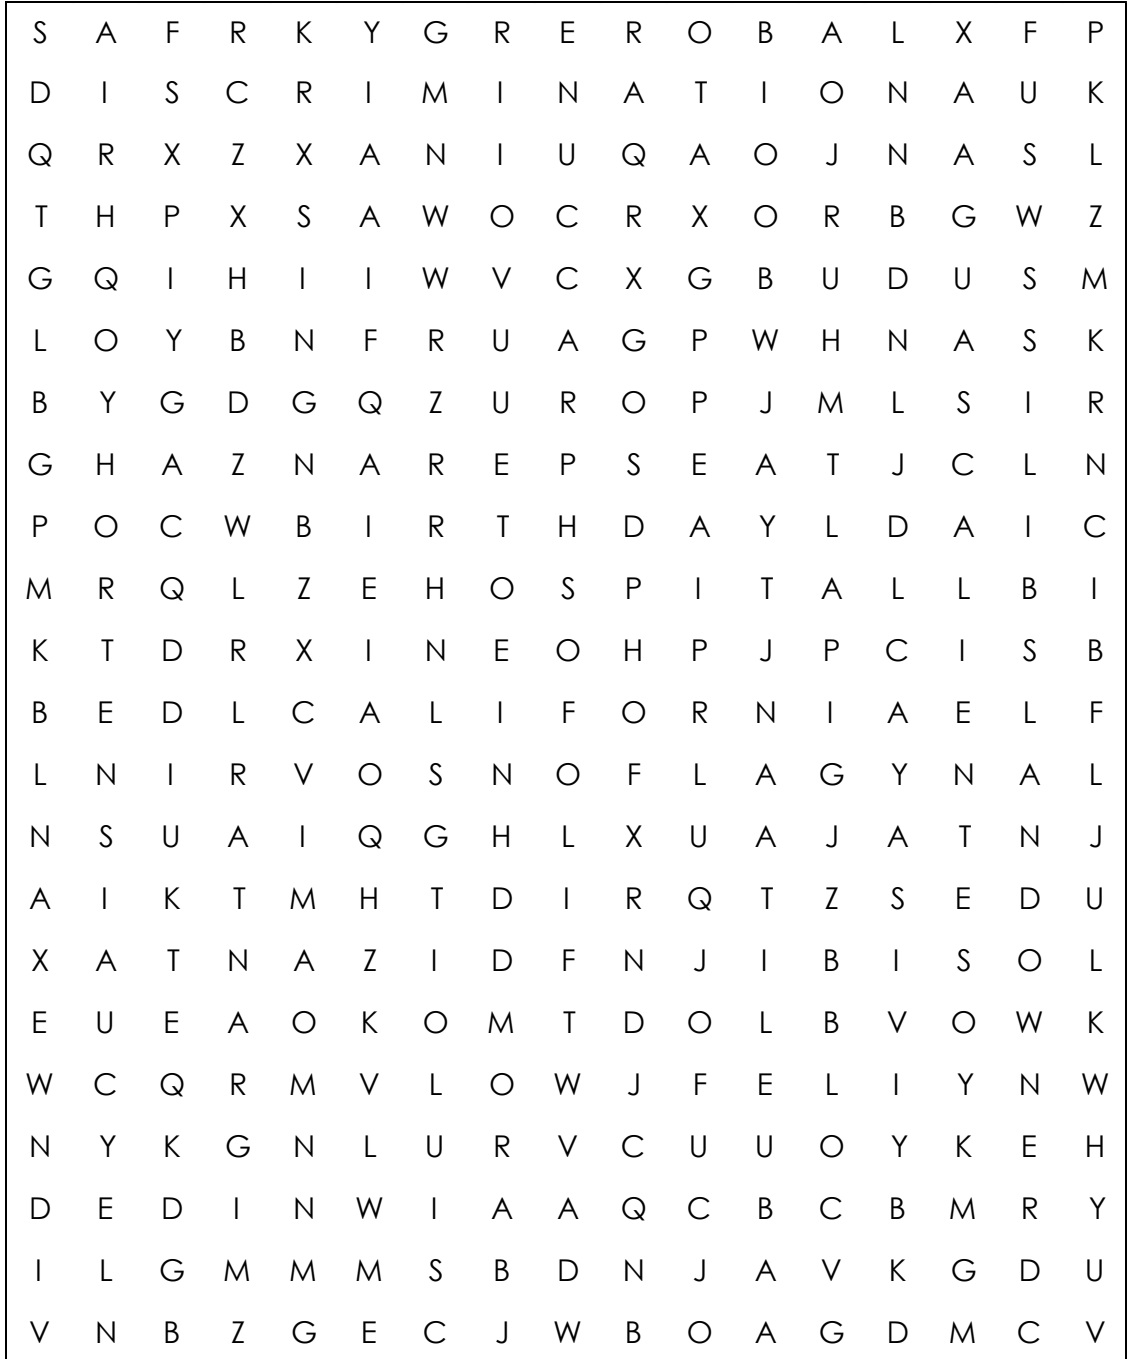 S A F R K Y G R E R O B A L X F P
D I S C R I M I N A T I O N A U K
Q R X Z X A N I U Q A O J N A S L
T H P X S A W O C R X O R B G W Z
G Q I H I I W V C X G B U D U S M
L O Y B N F R U A G P W H N A S K
B Y G D G Q Z U R O P J M L S I R
G H A Z N A R E P S E A T J C L N
P O C W B I R T H D A Y L D A I C
M R Q L Z E H O S P I T A L L B I
K T D R X I N E O H P J P C I S B
B E D L C A L I F O R N I A E L F
L N I R V O S N O F L A G Y N A L
N S U A I Q G H L X U A J A T N J
A I K T M H T D I R Q T Z S E D U
X A T N A Z I D F N J I B I S O L
E U E A O K O M T D O L B V O W K
W C Q R M V L O W J F E L I Y N W
N Y K G N L U R V C U U O Y K E H
D E D I N W I A A Q C B C B M R Y
I L G M M M S B D N J A V K G D U
V N B Z G E C J W B O A G D M C V